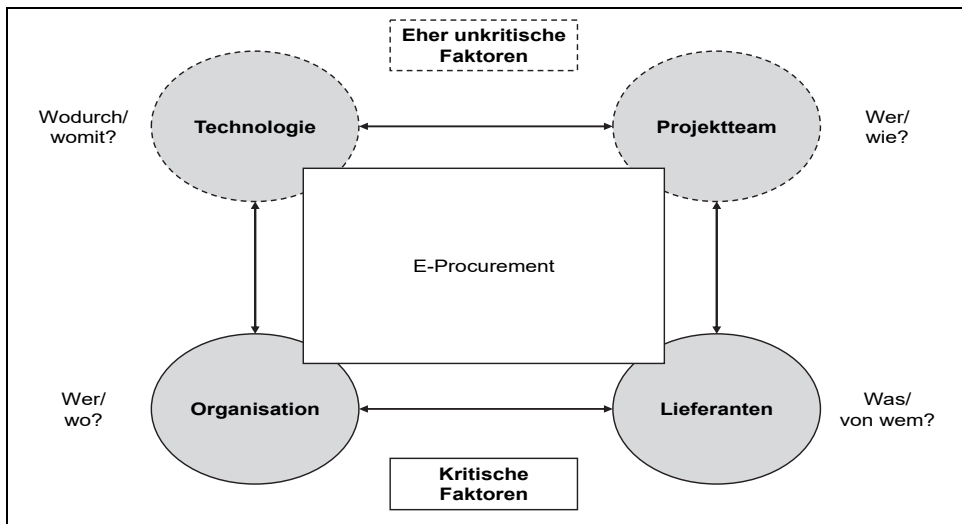 Eher unkritische
Faktoren
Wodurch/
womit?
Technologie
Projektteam
Wer/
wie?
E-Procurement
Wer/
wo?
Organisation
Lieferanten
Was/
von wem?
Kritische
Faktoren